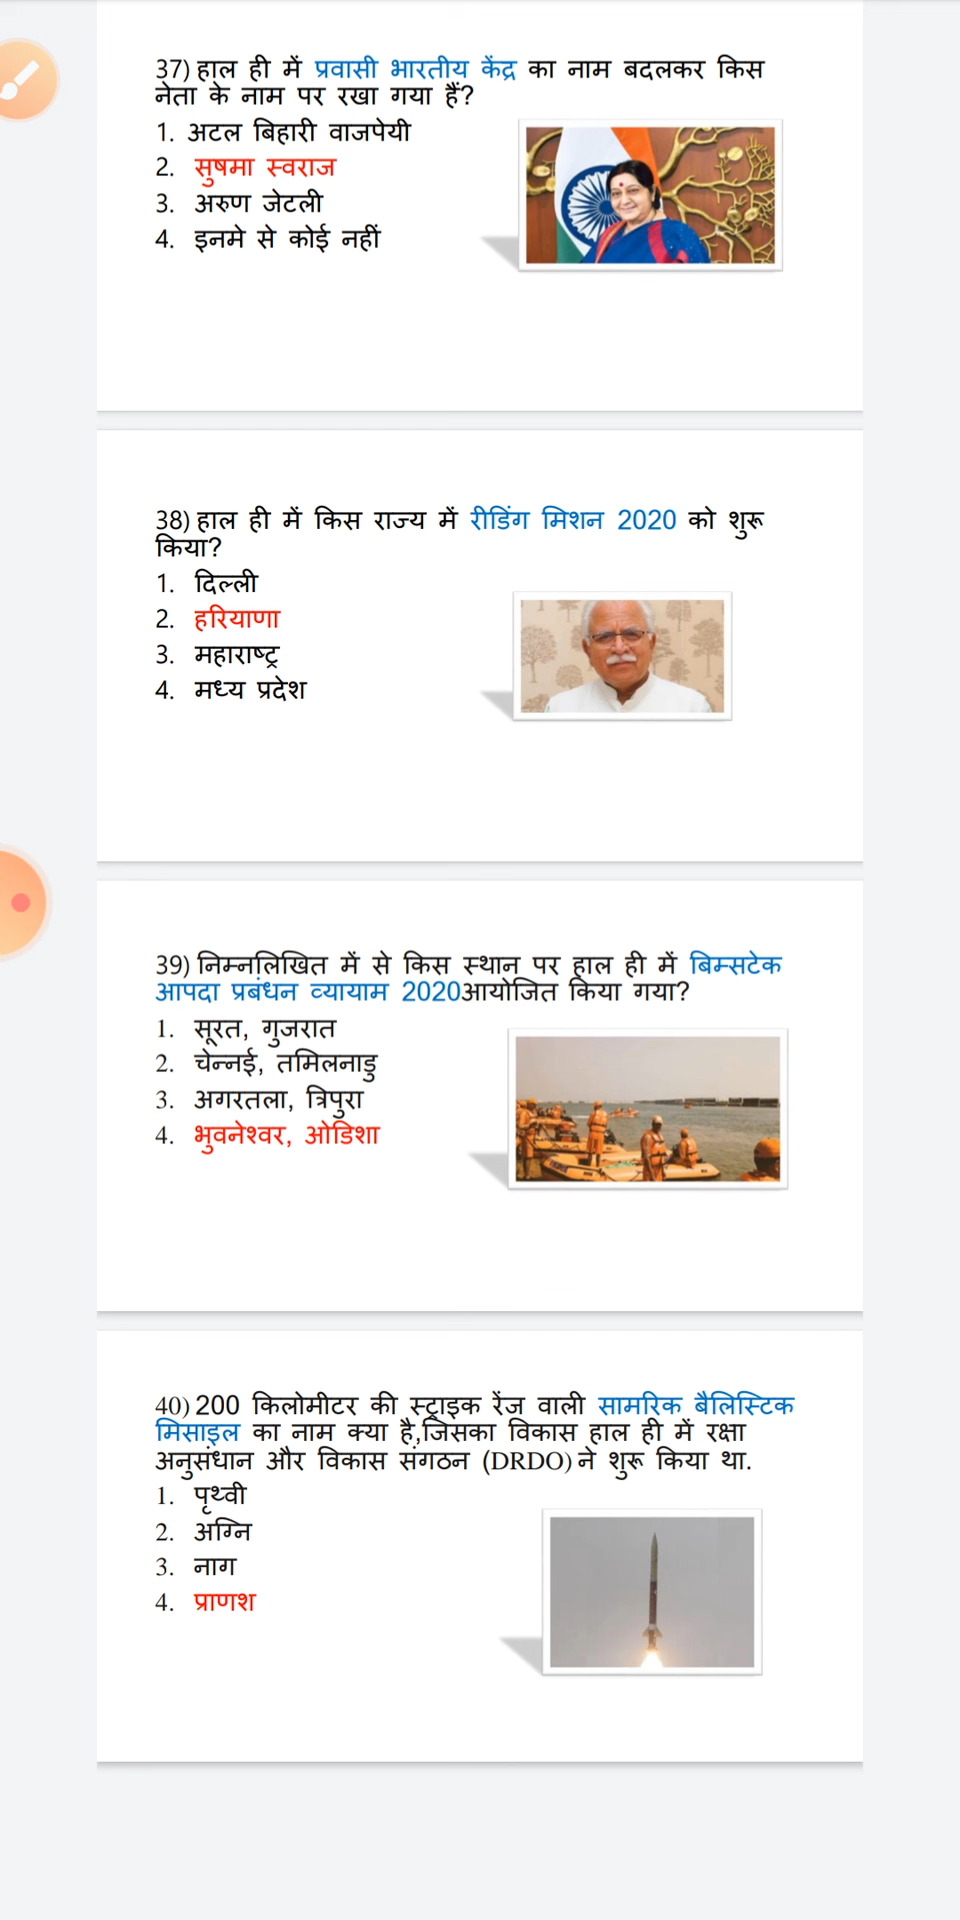 37) हाल ही में प्रवासी भारतीय केंद्र का नाम बदलकर किस
नेता के नाम पर रखा गया हैं?
1. अटल बिहारी वाजपेयी
2. सुषमा स्वराज
3. अरुण जेटली
4. इनमे से कोई नहीं
38) हाल ही में किस राज्य में रीडिंग मिशन 2020 को शुरू
किया?
1. दिल्ली
2. हरियाणा
3. महाराष्ट्र
4. मध्य प्रदेश
39) निम्नलिखित में से किस स्थान पर हाल ही में बिम्सटेक
आपदा प्रबंधन व्यायाम 2020आयोजित किया गया?
1. सूरत, गुजरात
2. चेन्नई, तमिलनाडु
3. अगरतला, त्रिपुरा
4. भुवनेश्वर, ओडिशा
40) 200 किलोमीटर की स्ट्राइक रेंज वाली सामरिक बैलिस्टिक
मिसाइल का नाम क्या है,जिसका विकास हाल ही में रक्षा
अनुसंधान और विकास संगठन (DRDO) ने शुरू किया था.
1. पृथ्वी
2. अग्नि
3. नाग
4. प्राणश